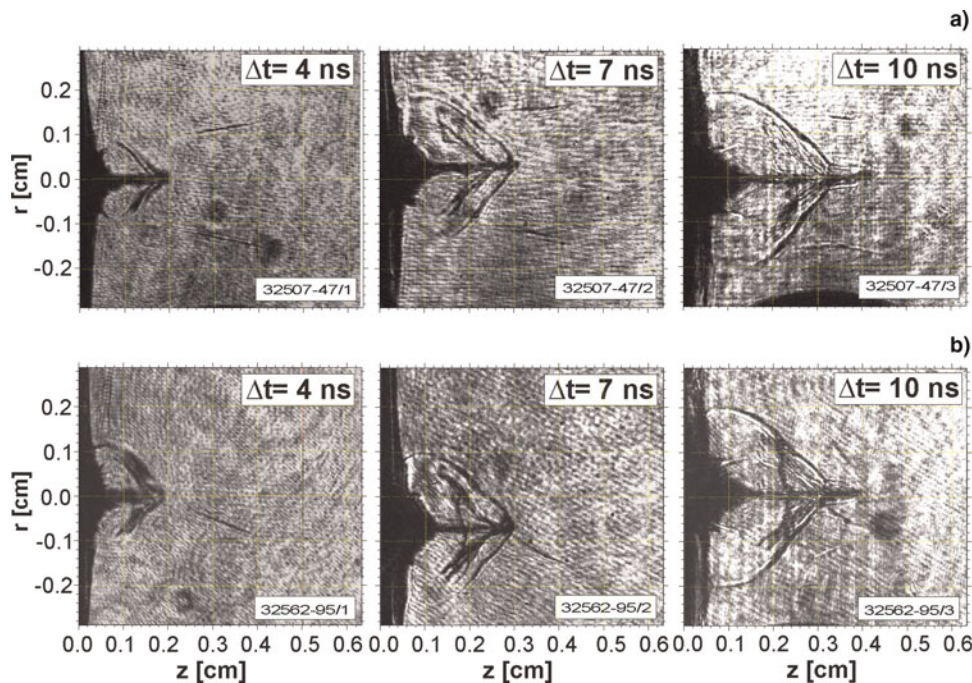 a)
Δt= 4 ns
Δt= 7 ns
Δt= 10 ns
r [cm]
0.2
0.1
0.0
-0.1
-0.2
32507-47/1
32507-47/2
32507-47/3
b)
Δt= 4 ns
Δt= 7 ns
Δt= 10 ns
r [cm]
0.2
0.1
0.0
-0.1
-0.2
32562-95/1
32562-95/2
32562-95/3
0.0 0.1 0.2 0.3 0.4 0.5 0.6 0.0 0.1 0.2 0.3 0.4 0.5 0.6 0.0 0.1 0.2 0.3 0.4 0.5 0.6
z [cm] z [cm] z [cm]